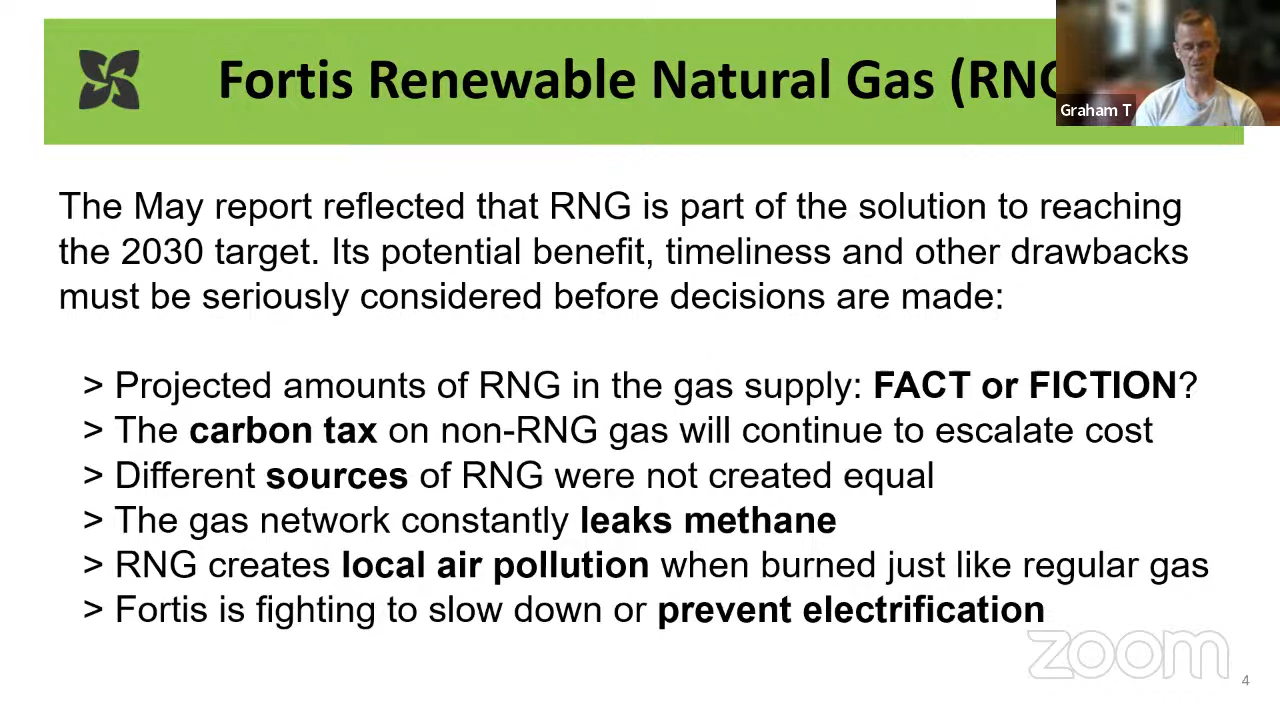 Fortis Renewable Natural Gas (RNG
Graham T
The May report reflected that RNG is part of the solution to reaching
the 2030 target. Its potential benefit, timeliness and other drawbacks
must be seriously considered before decisions are made:
> Projected amounts of RNG in the gas supply: FACT or FICTION?
> The carbon tax on non-RNG gas will continue to escalate cost
> Different sources of RNG were not created equal
> The gas network constantly leaks methane
> RNG creates local air pollution when burned just like regular gas
> Fortis is fighting to slow down or prevent electrification
zoom
4